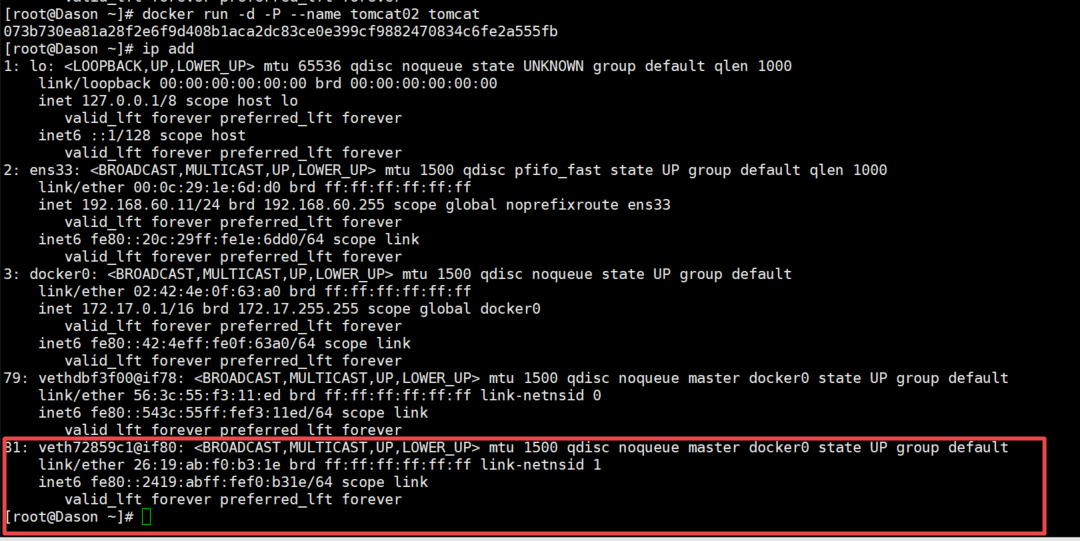 [root@Dason ~]# docker run -d -P --name tomcat02 tomcat
073b730ea81a28f2e6f9d408b1aca2dc83ce0e399cf9882470834c6fe2a555fb
[root@Dason ~]# ip add
1: lo: <LOOPBACK,UP,LOWER_UP> mtu 65536 qdisc noqueue state UNKNOWN group default qlen 1000
    link/loopback 00:00:00:00:00:00 brd 00:00:00:00:00:00
    inet 127.0.0.1/8 scope host lo
       valid_lft forever preferred_lft forever
    inet6 ::1/128 scope host
       valid_lft forever preferred_lft forever
2: ens33: <BROADCAST,MULTICAST,UP,LOWER_UP> mtu 1500 qdisc pfifo_fast state UP group default qlen 1000
    link/ether 00:0c:29:1e:6d:d0 brd ff:ff:ff:ff:ff:ff
    inet 192.168.60.11/24 brd 192.168.60.255 scope global noprefixroute ens33
       valid_lft forever preferred_lft forever
    inet6 fe80::20c:29ff:fe1e:6dd0/64 scope link
       valid_lft forever preferred_lft forever
3: docker0: <BROADCAST,MULTICAST,UP,LOWER_UP> mtu 1500 qdisc noqueue state UP group default
    link/ether 02:42:4e:0f:63:a0 brd ff:ff:ff:ff:ff:ff
    inet 172.17.0.1/16 brd 172.17.255.255 scope global docker0
       valid_lft forever preferred_lft forever
    inet6 fe80::42:4eff:fe0f:63a0/64 scope link
       valid_lft forever preferred_lft forever
79: vethdbf3f00@if78: <BROADCAST,MULTICAST,UP,LOWER_UP> mtu 1500 qdisc noqueue master docker0 state UP group default
    link/ether 56:3c:55:f3:11:ed brd ff:ff:ff:ff:ff:ff link-netnsid 0
    inet6 fe80::543c:55ff:fef3:11ed/64 scope link
       valid_lft forever preferred_lft forever
81: veth72859c1@if80: <BROADCAST,MULTICAST,UP,LOWER_UP> mtu 1500 qdisc noqueue master docker0 state UP group default
    link/ether 26:19:ab:f0:b3:1e brd ff:ff:ff:ff:ff:ff link-netnsid 1
    inet6 fe80::2419:abff:fef0:b31e/64 scope link
       valid_lft forever preferred_lft forever
[root@Dason ~]#